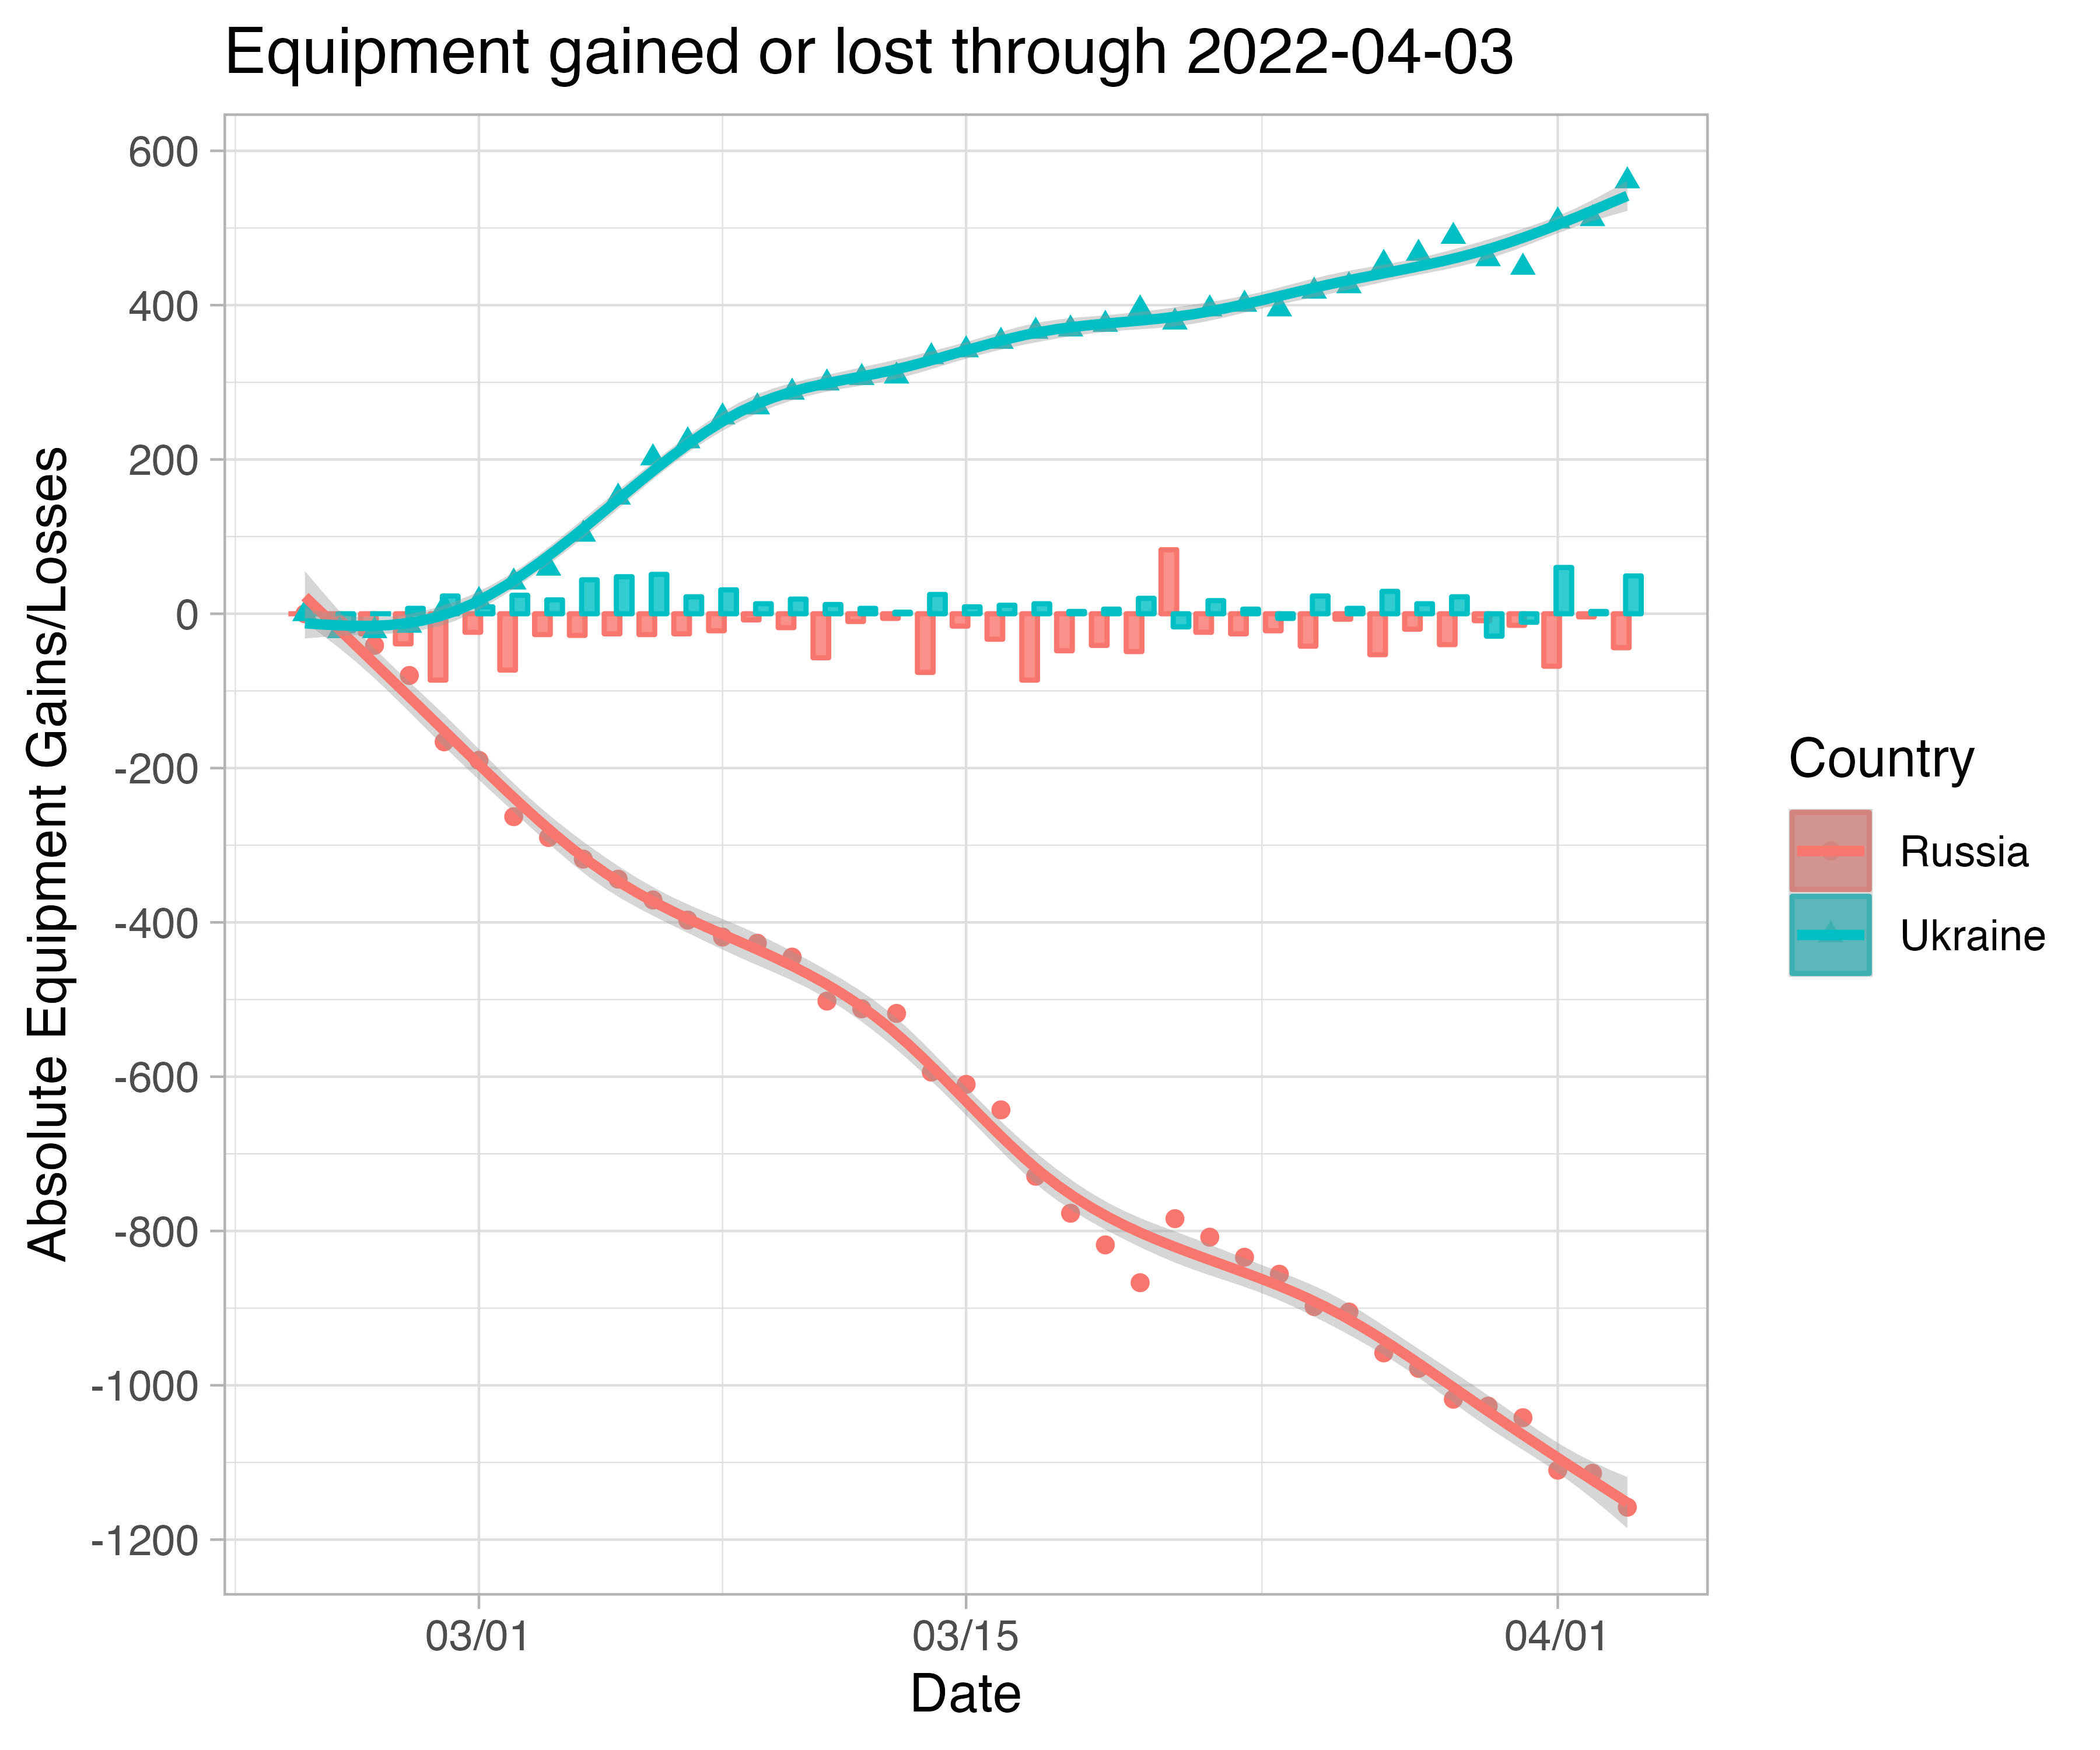 Equipment gained or lost through 2022-04-03
Absolute Equipment Gains/Losses
600
400
200
0
-200
-400
-600
-800
-1000
-1200
03/01
03/15
04/01
Date
Country
Russia
Ukraine